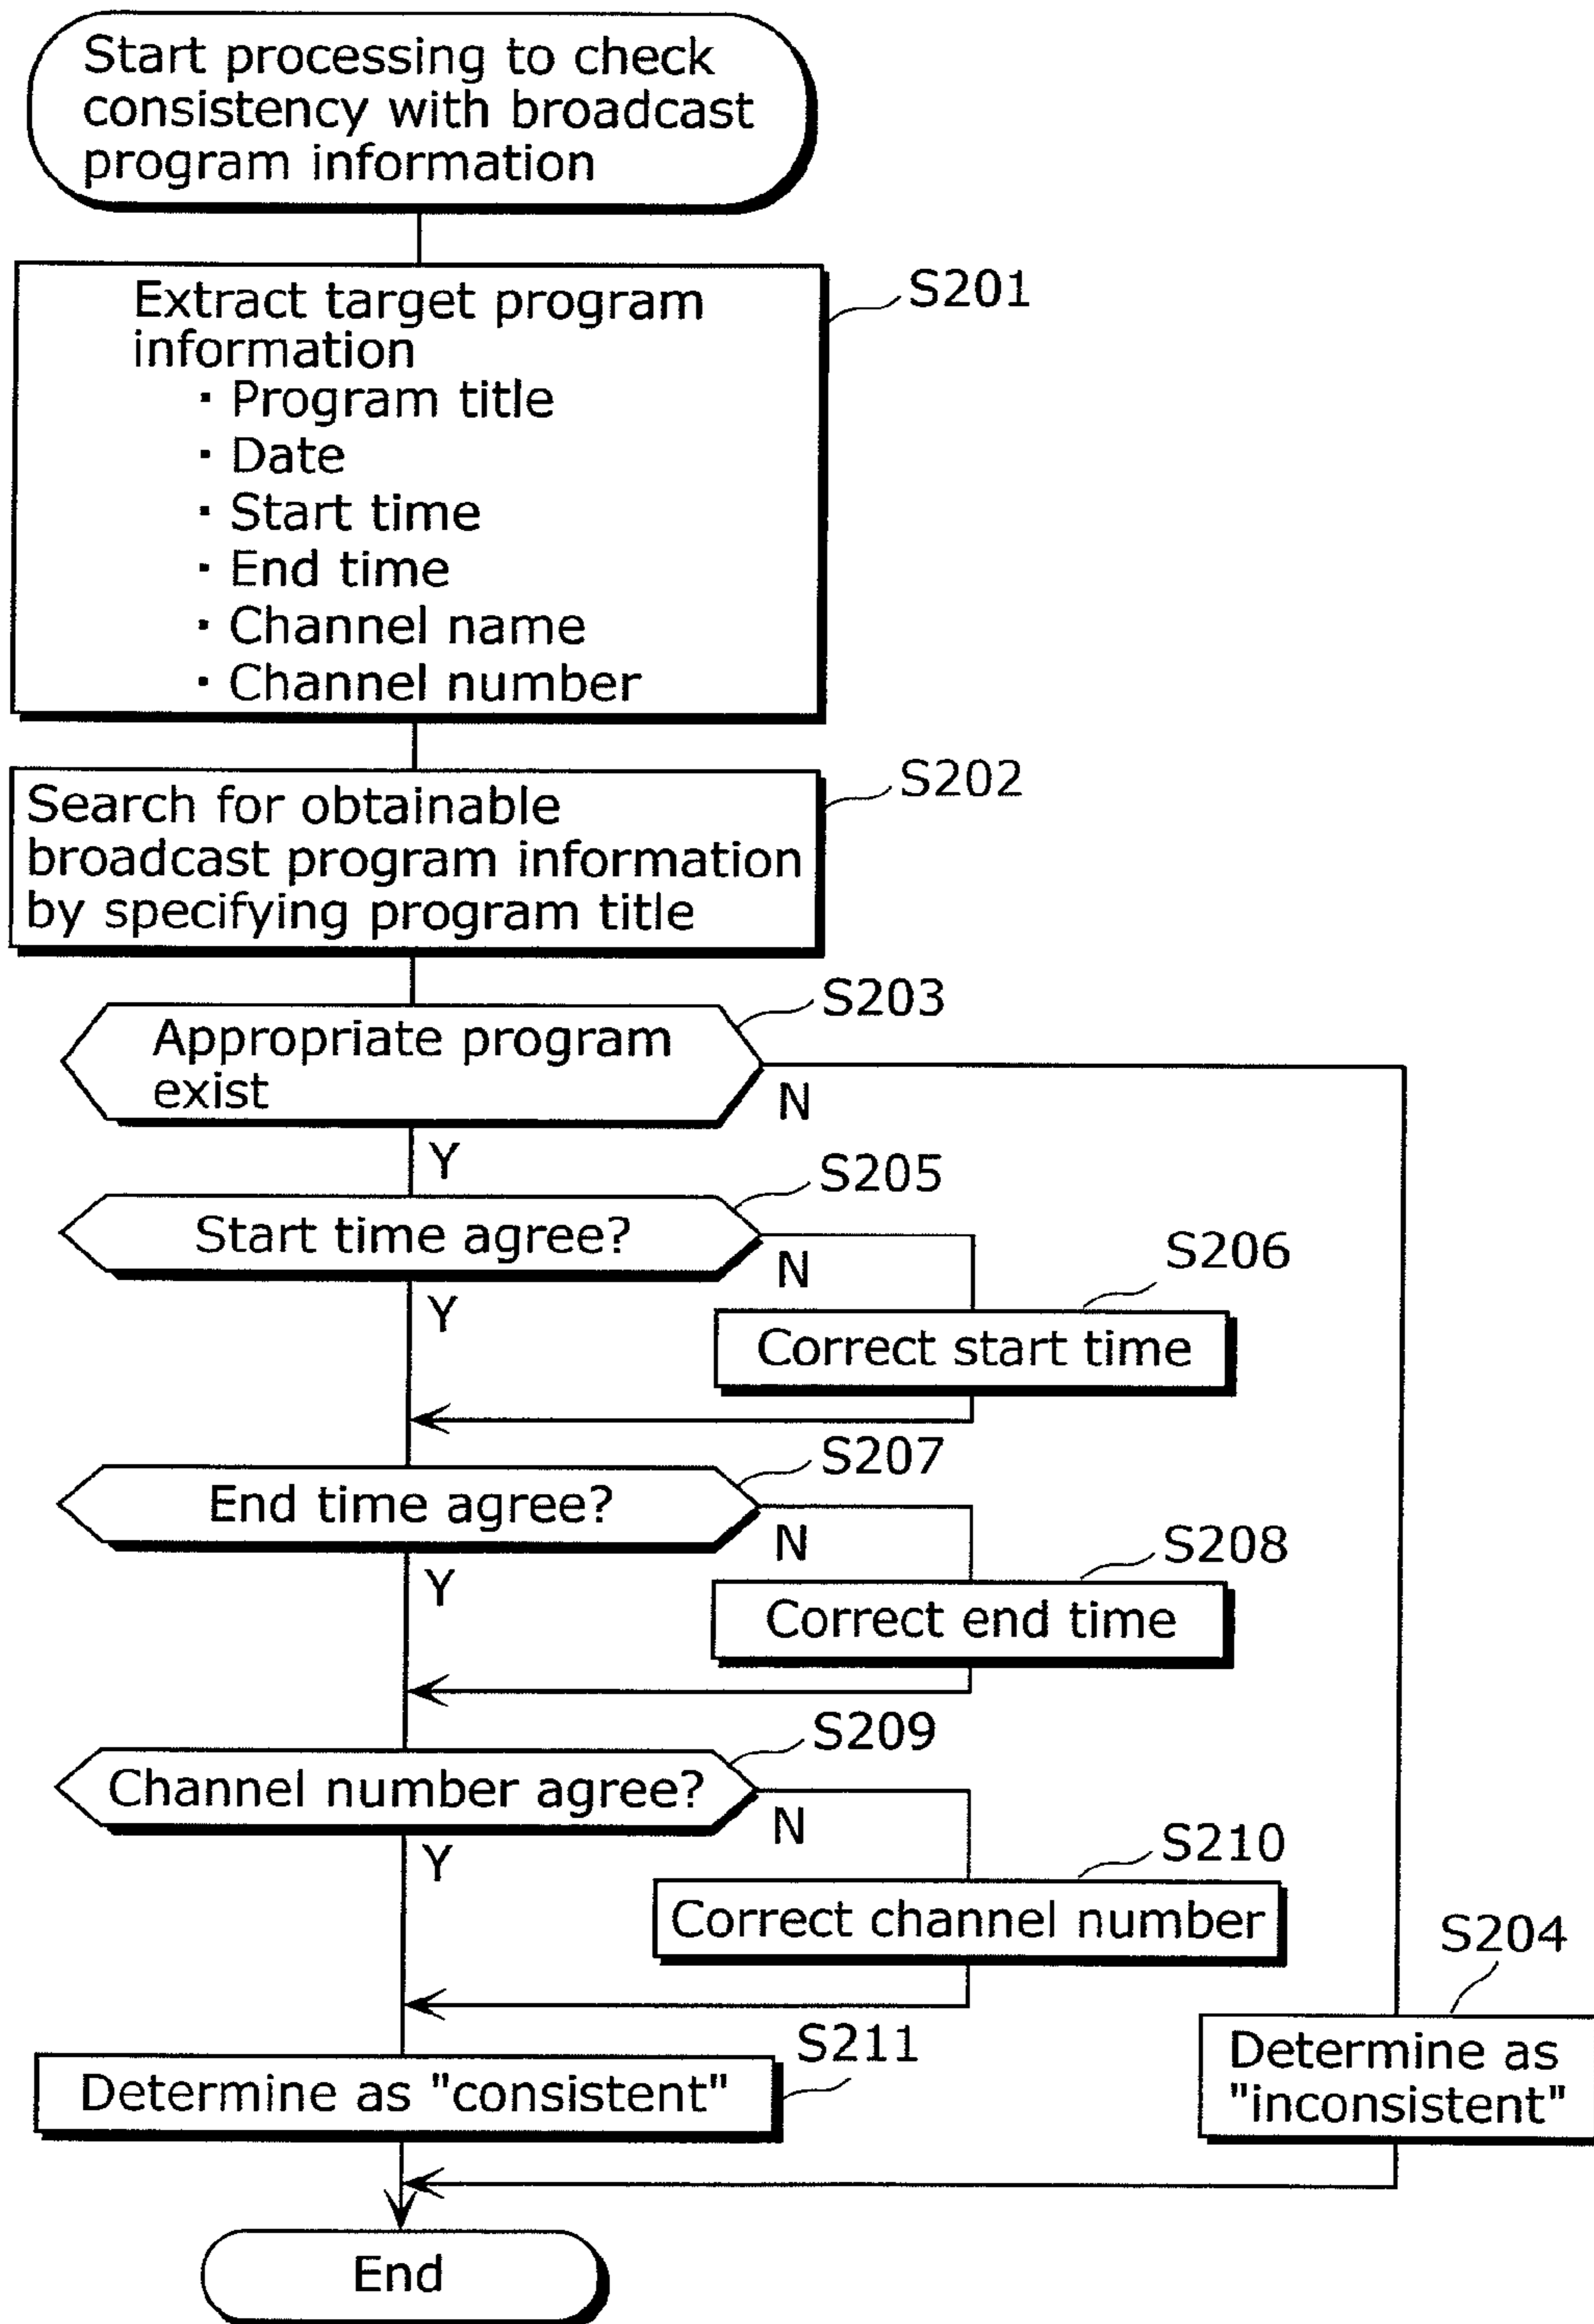 Start processing to check
consistency with broadcast
program information
S201
Extract target program
information
· Program title
· Date
· Start time
· End time
· Channel name
· Channel number
S202
Search for obtainable
broadcast program information
by specifying program title
S203
Appropriate program
exist
N
Y
S205
Start time agree?
N
Y
S206
Correct start time
S207
End time agree?
N
Y
S208
Correct end time
S209
Channel number agree?
N
Y
S210
Correct channel number
S204
Determine as
"inconsistent"
S211
Determine as "consistent"
End